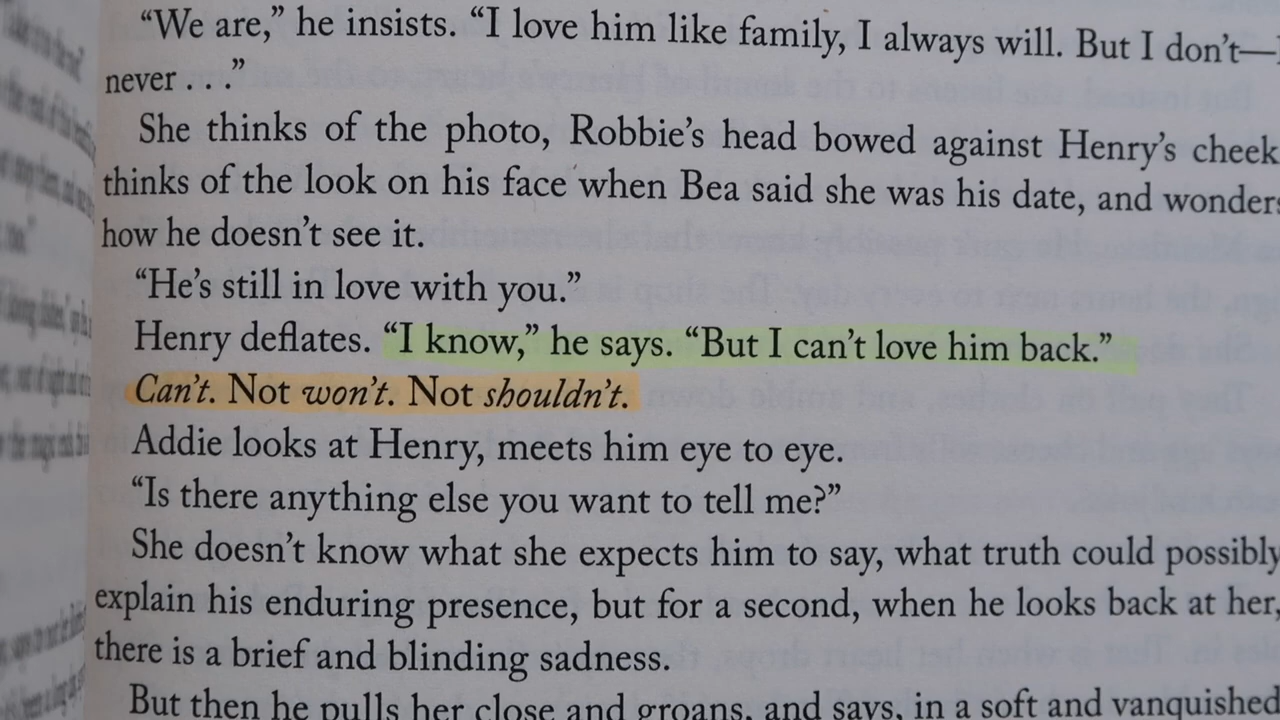 “We are,” he insists. “I love him like family, I always will. But I don’t—I
never . . .”
She thinks of the photo, Robbie’s head bowed against Henry’s cheek
thinks of the look on his face when Bea said she was his date, and wonders
how he doesn’t see it.
“He’s still in love with you.”
Henry deflates. “I know,” he says. “But I can’t love him back.”
Can’t. Not won’t. Not shouldn’t.
Addie looks at Henry, meets him eye to eye.
“Is there anything else you want to tell me?”
She doesn’t know what she expects him to say, what truth could possibly
explain his enduring presence, but for a second, when he looks back at her,
there is a brief and blinding sadness.
But then he pulls her close and groans, and says, in a soft and vanquished